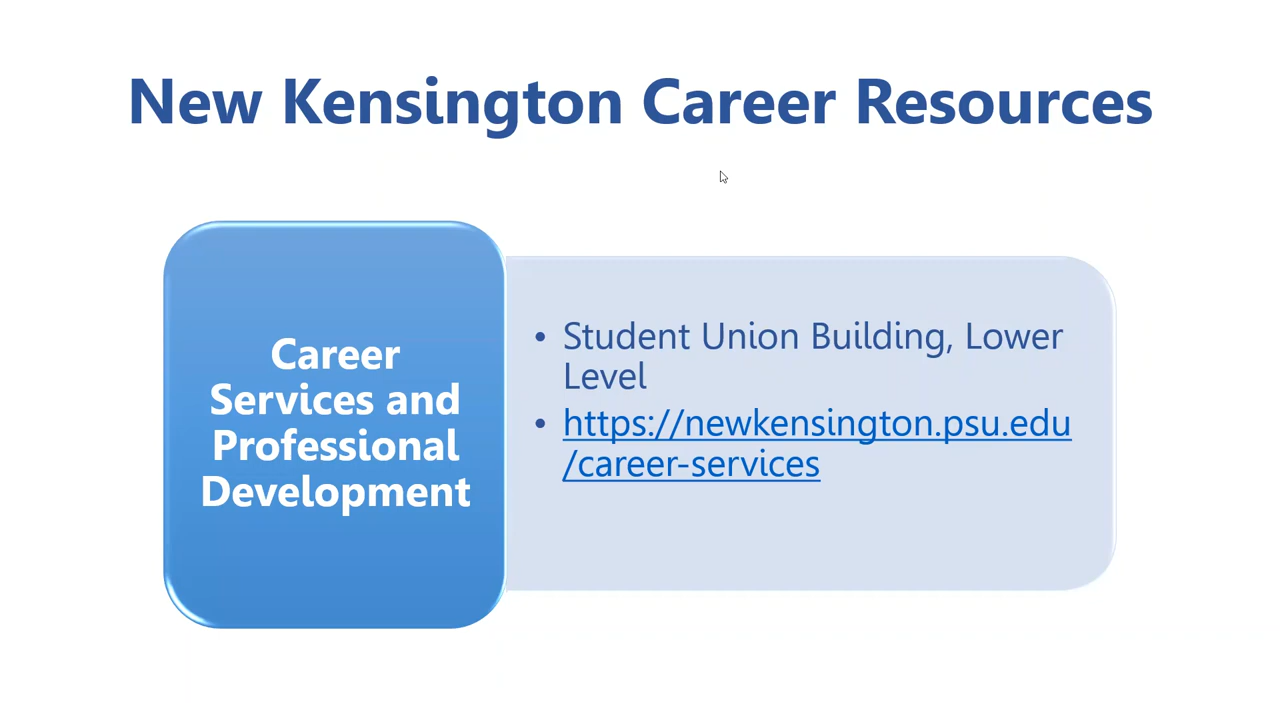 New Kensington Career Resources
Career
Services and
Professional
Development
• Student Union Building, Lower
Level
• https://newkensington.psu.edu
/career-services